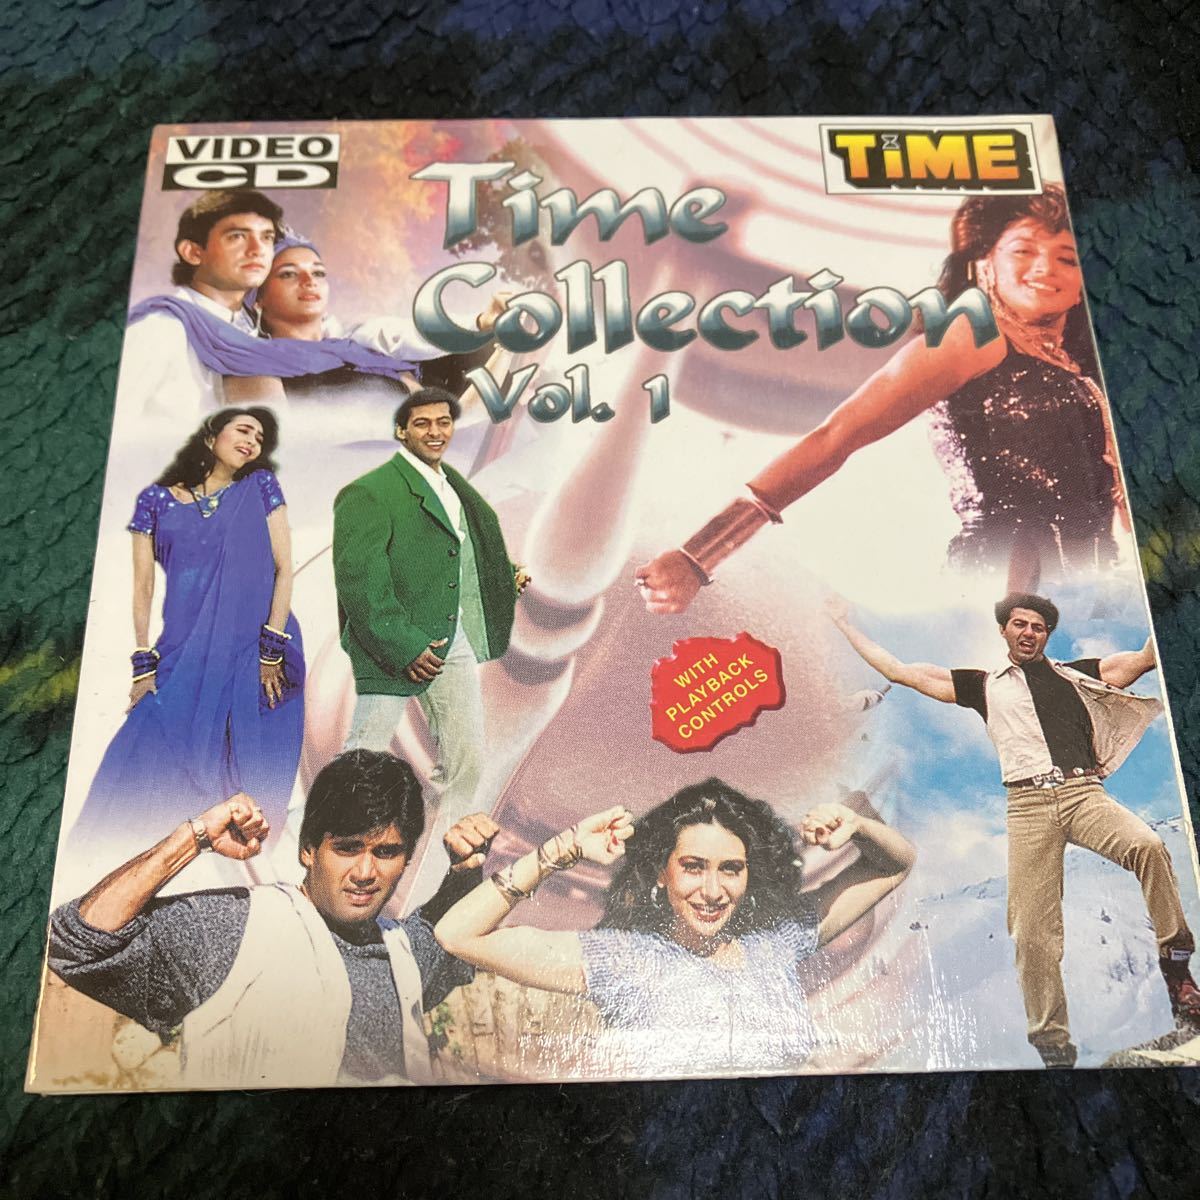 VIDEO
CD
TiME
Time
Collection
Vol. 1
WITH
PLAYBACK
CONTROLS